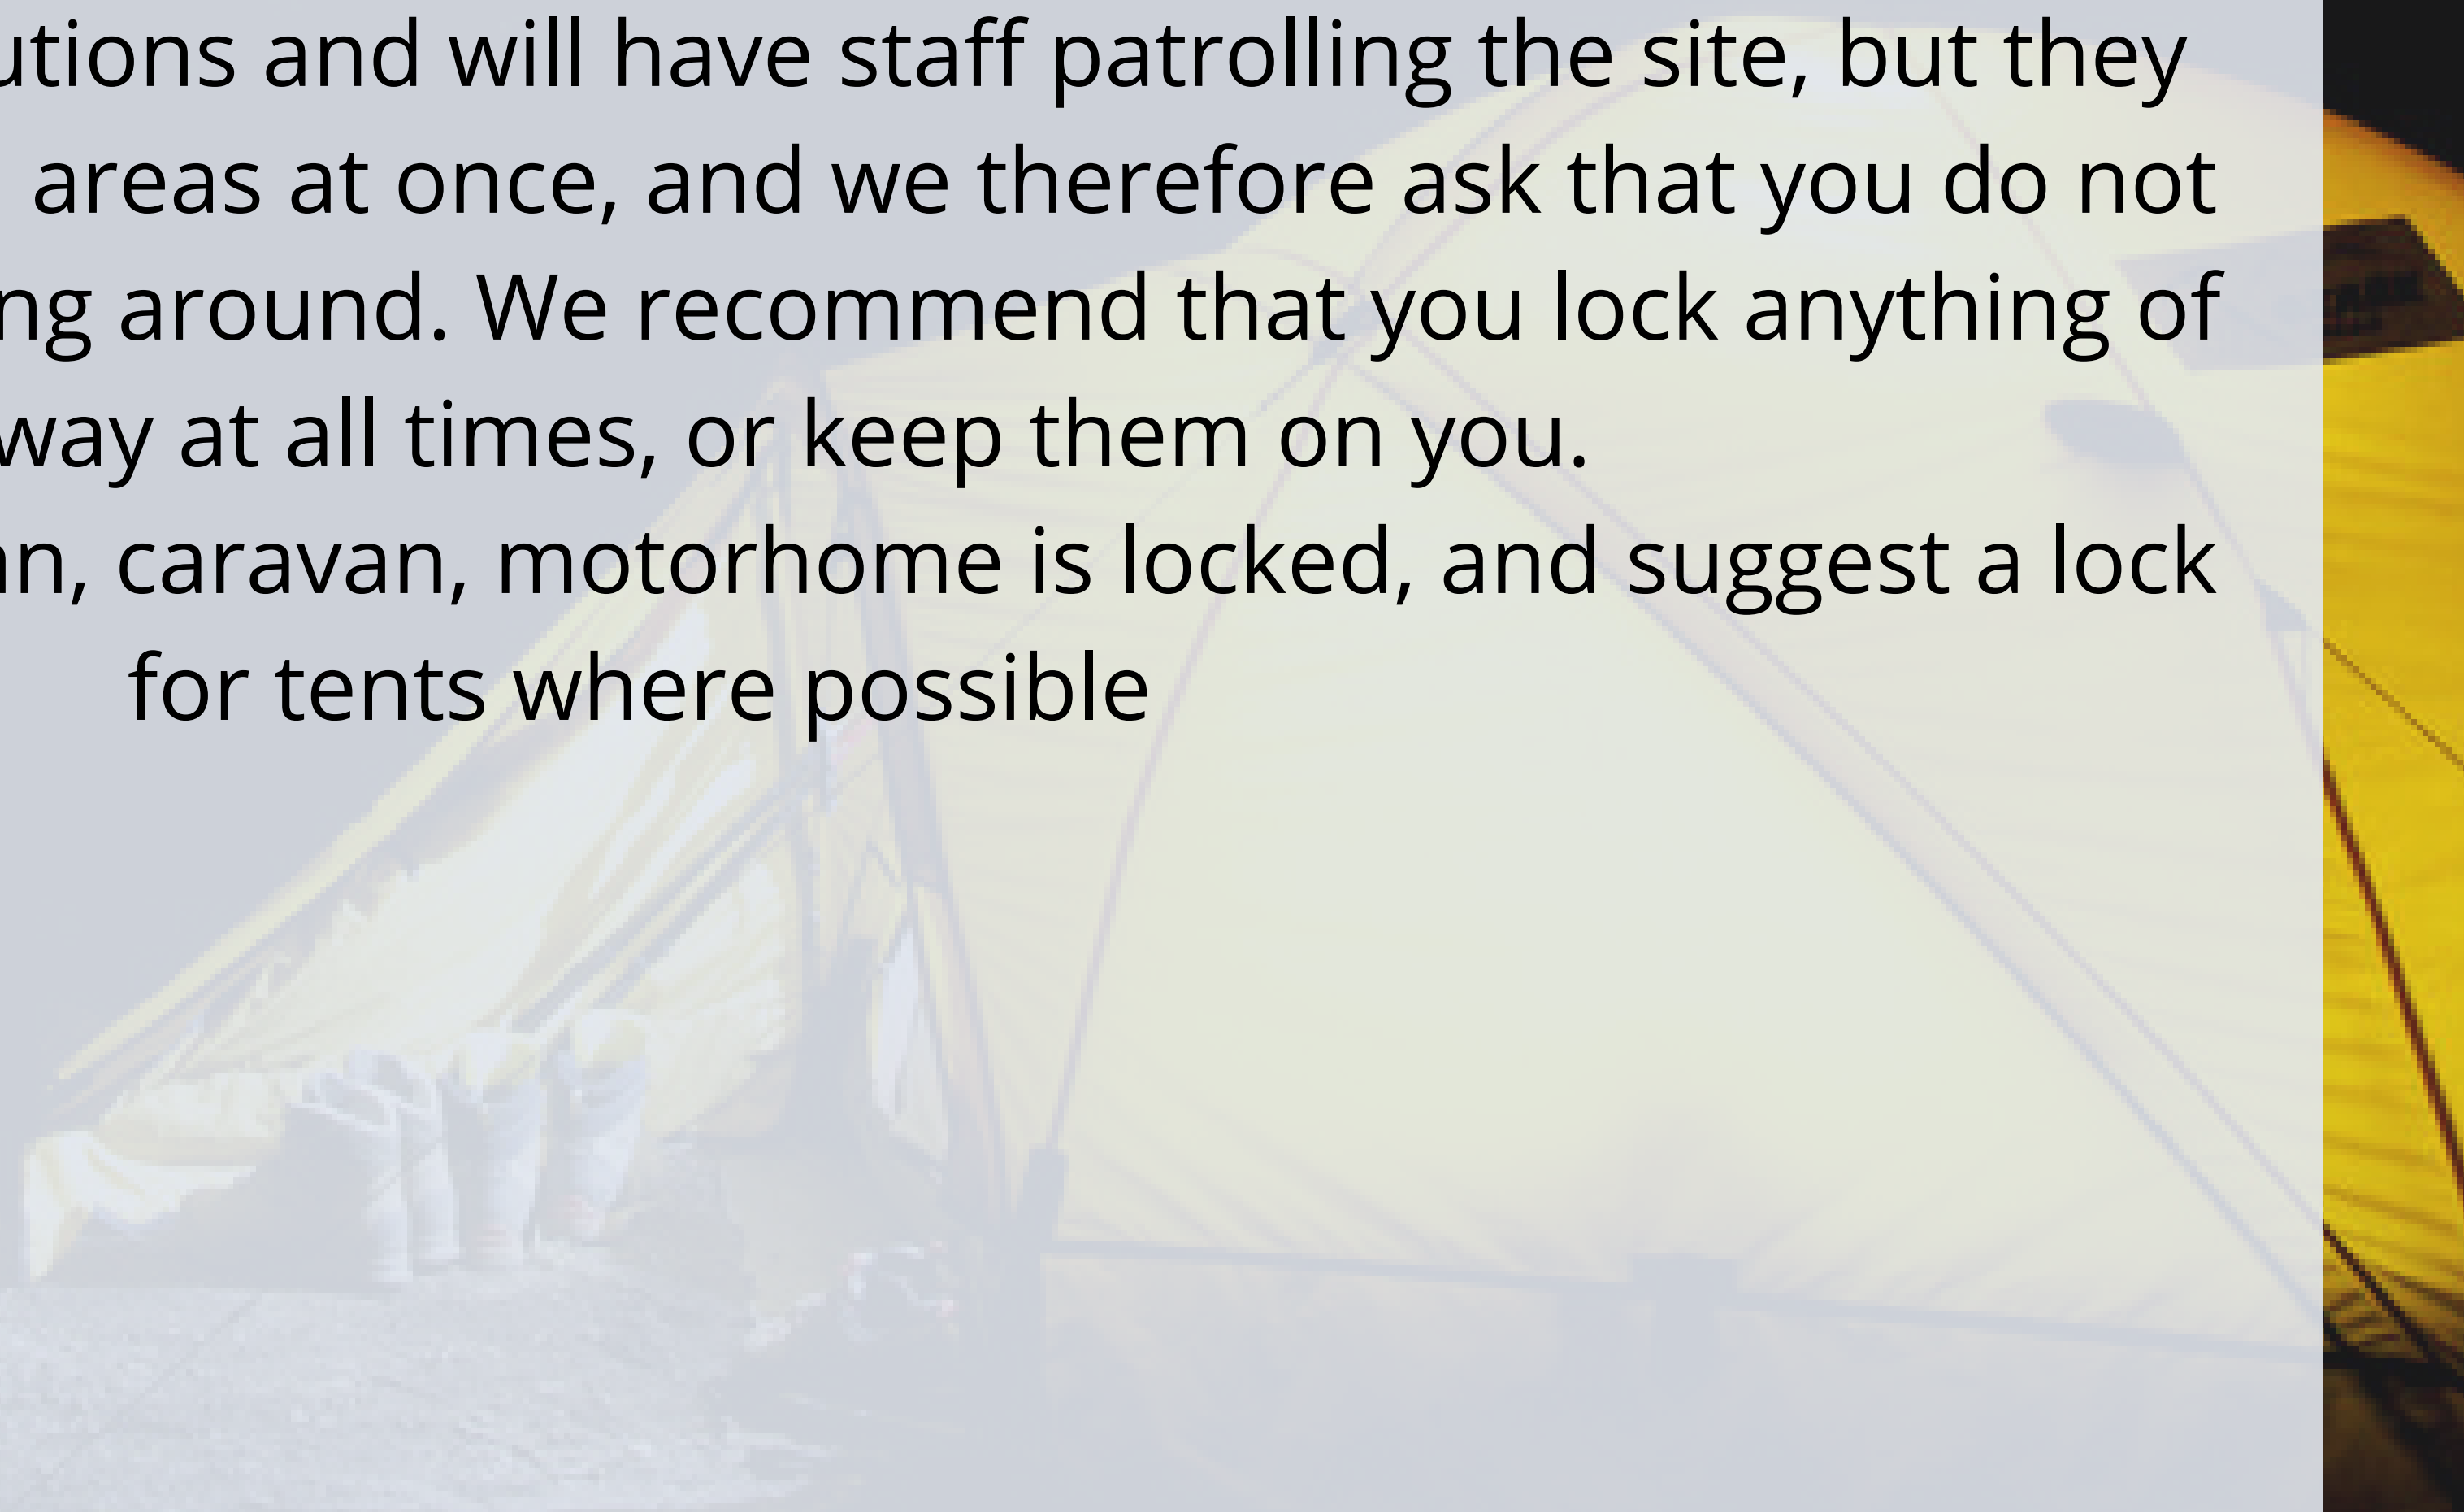 utions and will have staff patrolling the site, but they
areas at once, and we therefore ask that you do not
ng around. We recommend that you lock anything of
way at all times, or keep them on you.
an, caravan, motorhome is locked, and suggest a lock
for tents where possible